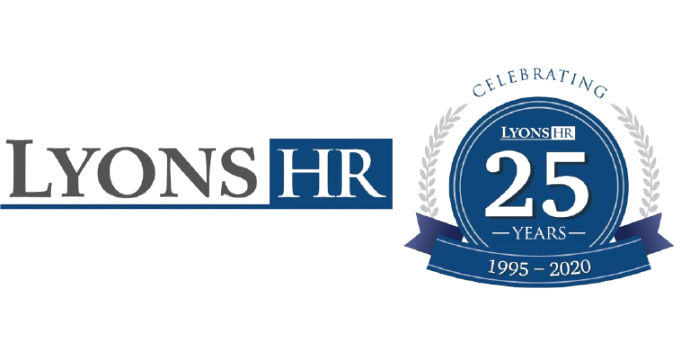 LYONS HR
CELEBRATING
LYONS HR
25
—YEARS—
1995 – 2020